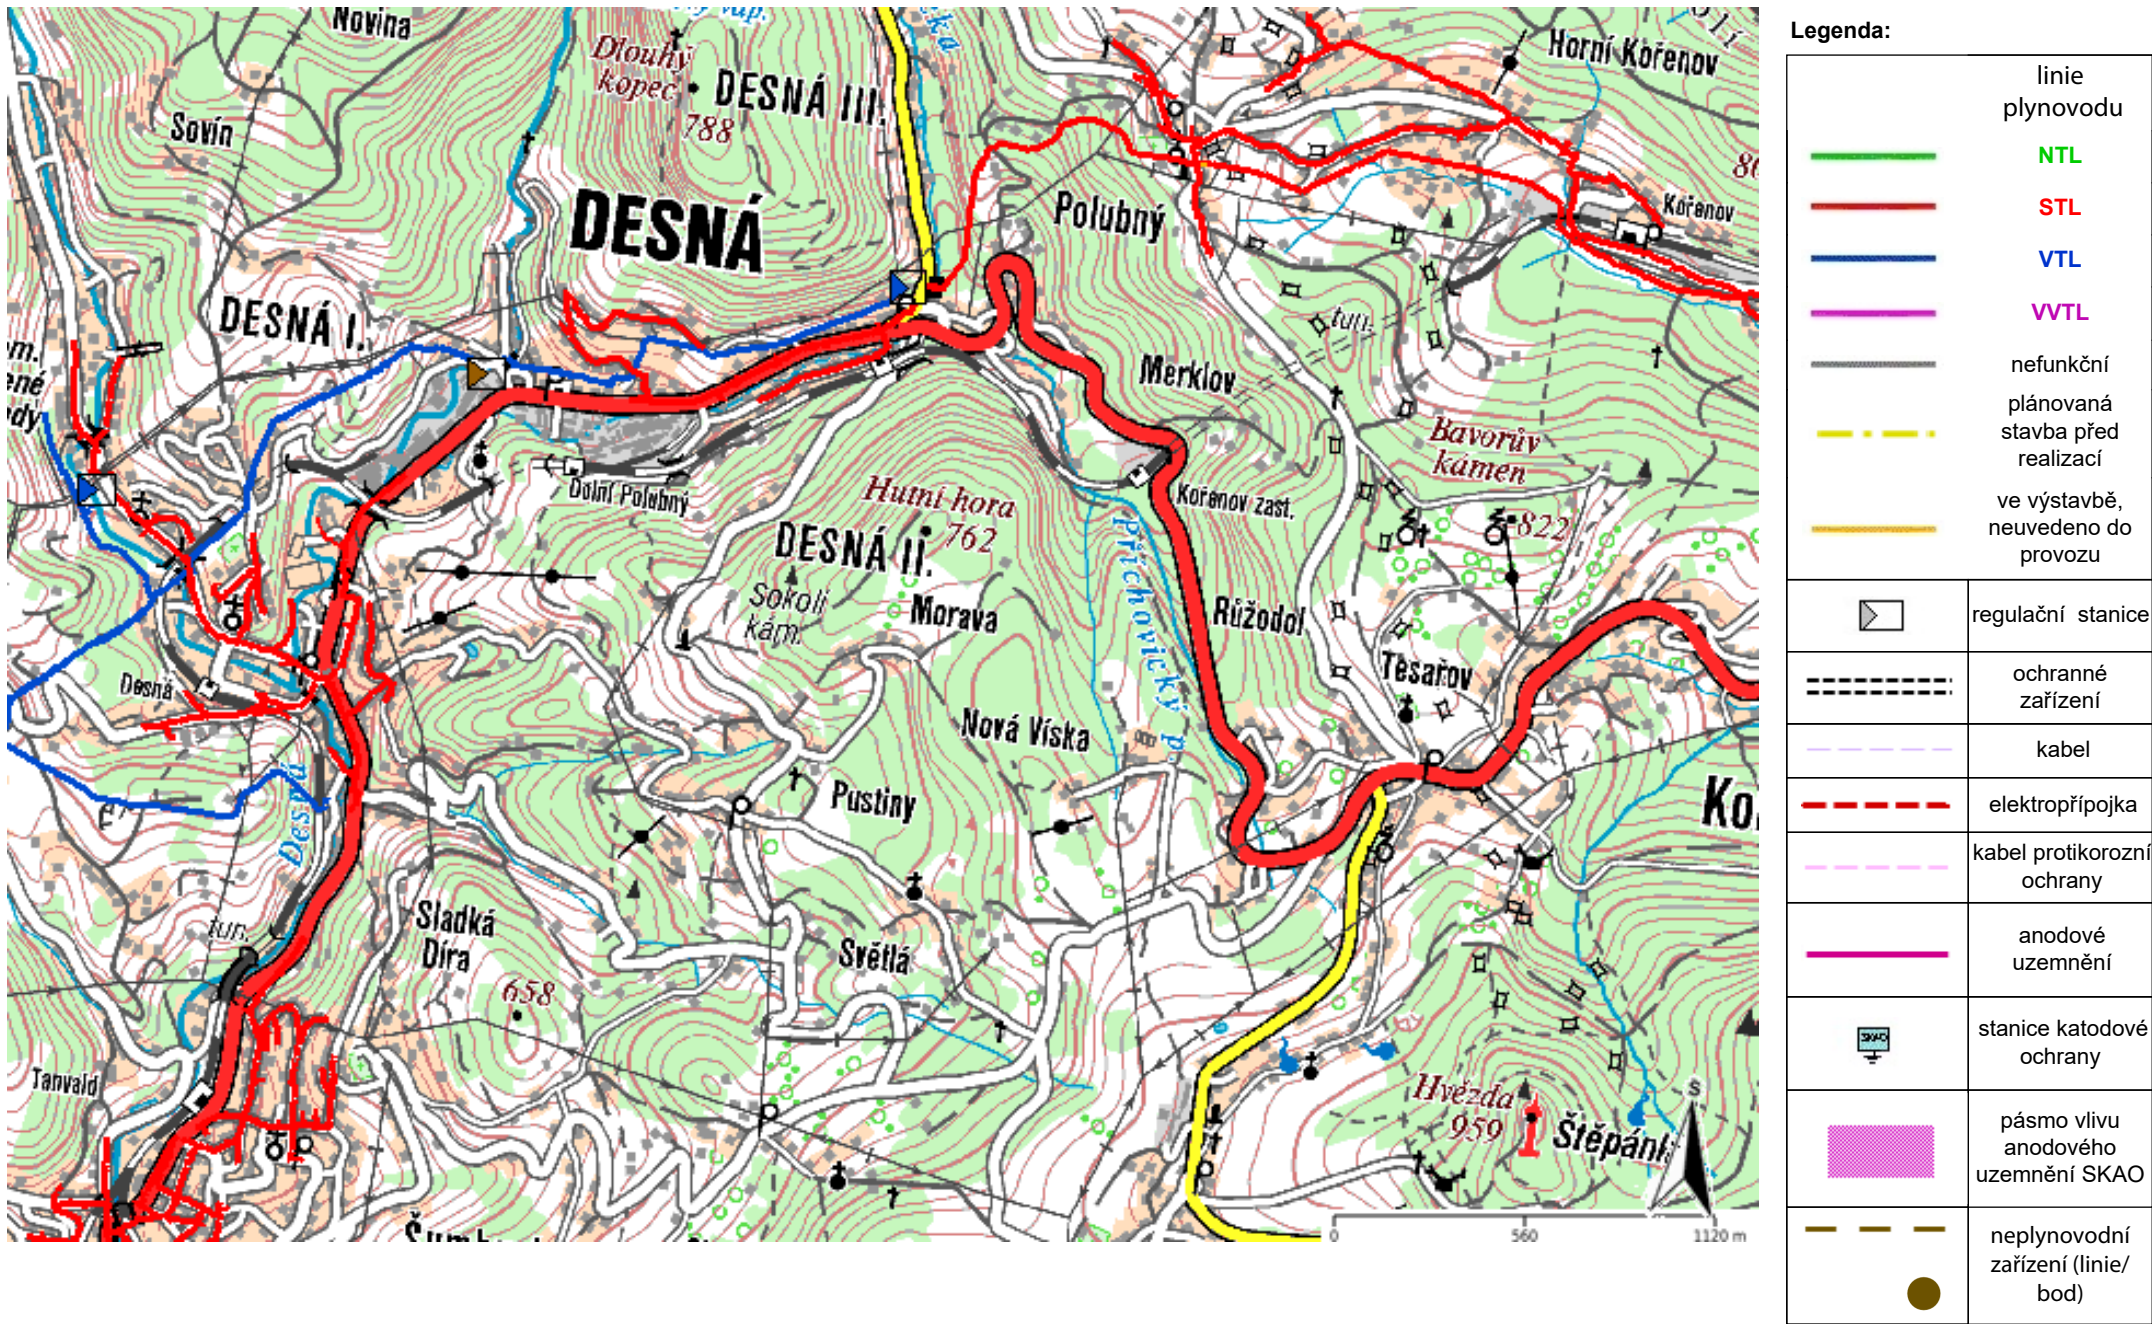 Novina
Dlouhý
kopec
788
DESNÁ III.
Horní Kořenov
Sovín
DESNÁ
Polubný
Kořenov
DESNÁ I.
tun.
Merklov
Bavorův
kámen
Dolní Polubný
Hutní hora
762
Kořenov zast.
822
DESNÁ II.
Sokolí
kám.
Morava
Příchovický p.
Růžodol
Tesařov
Desná
Nová Víska
Pustiny
Desná
Sladká
Díra
tun.
Světlá
658
Tanvald
Hvězda
959
S
0
560
1120 m
Legenda:
linie
plynovodu
NTL
STL
VTL
VVTL
nefunkční
plánovaná
stavba před
realizací
ve výstavbě,
neuvedeno do
provozu
regulační stanice
ochranné
zařízení
kabel
elektropřípojka
kabel protikorozní
ochrany
anodové
uzemnění
SKAO
stanice katodové
ochrany
pásmo vlivu
anodového
uzemnění SKAO
neplynovodní
zařízení (linie/
bod)